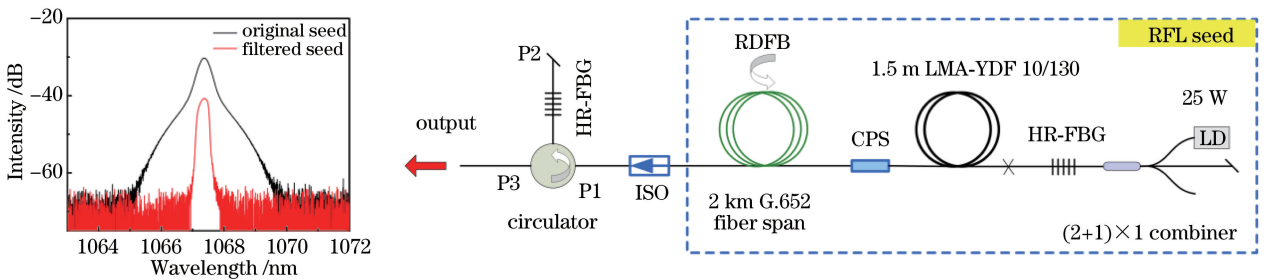 -20
-40
-60
Intensity /dB
original seed
filtered seed
1064
1066
1068
1070
1072
Wavelength /nm
output
P2
HR-FBG
P3
P1
circulator
ISO
RFL seed
RDFB
1.5 m LMA-YDF 10/130
25 W
LD
CPS
HR-FBG
2 km G.652
fiber span
(2+1)×1 combiner